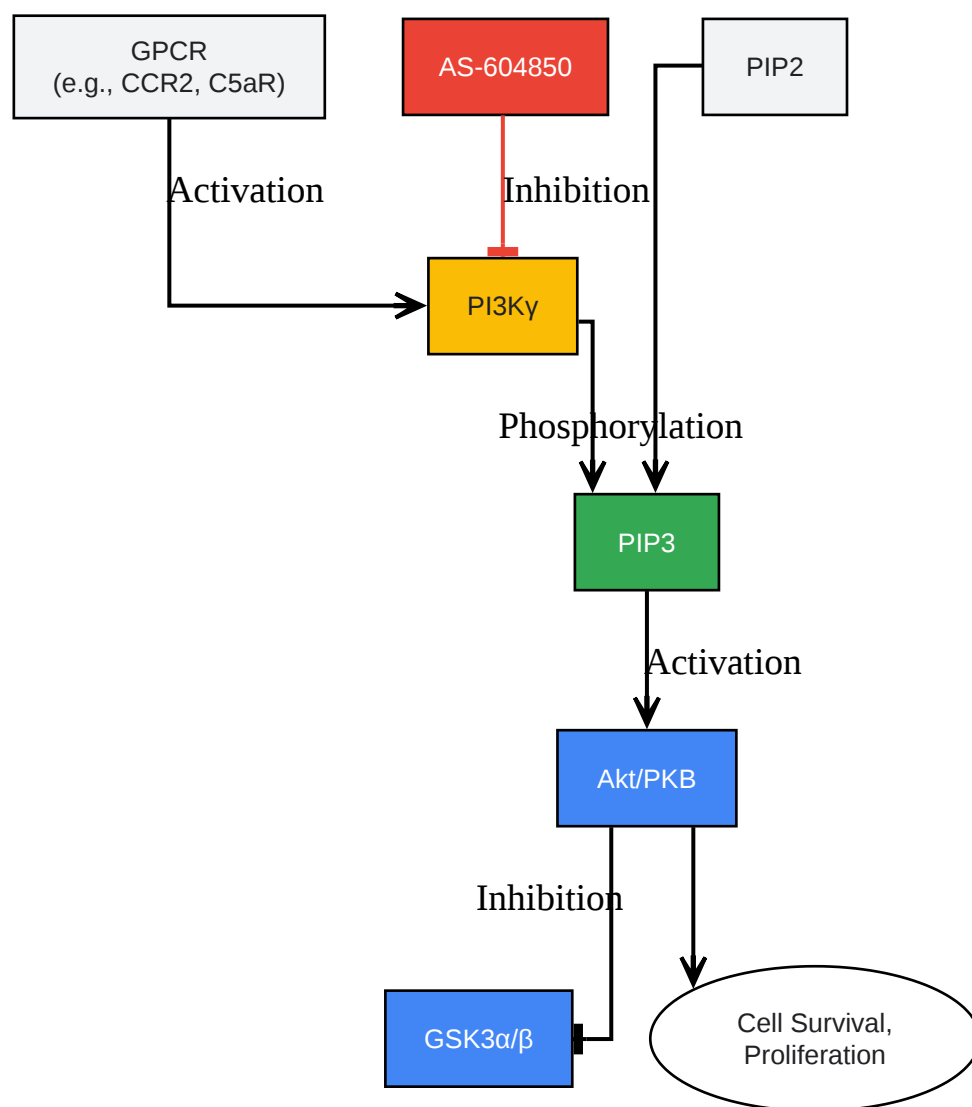 GPCR
(e.g., CCR2, C5aR)
AS-604850
PIP2
Activation
Inhibition
PI3Kγ
Phosphorylation
PIP3
Activation
Akt/PKB
Inhibition
GSK3α/β
Cell Survival,
Proliferation